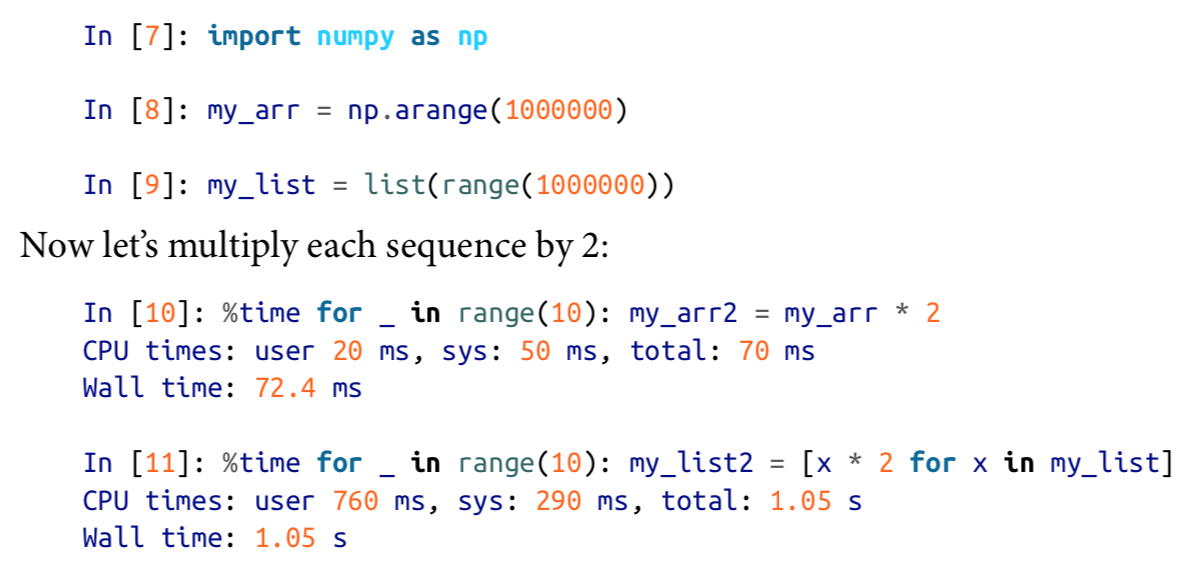 In [7]: import numpy as np
In [8]: my_arr = np.arange(1000000)
In [9]: my_list = list(range(1000000))
Now let's multiply each sequence by 2:
In [10]: %time for _ in range(10): my_arr2 = my_arr * 2
CPU times: user 20 ms, sys: 50 ms, total: 70 ms
Wall time: 72.4 ms
In [11]: %time for _ in range(10): my_list2 = [x * 2 for x in my_list]
CPU times: user 760 ms, sys: 290 ms, total: 1.05 s
Wall time: 1.05 s